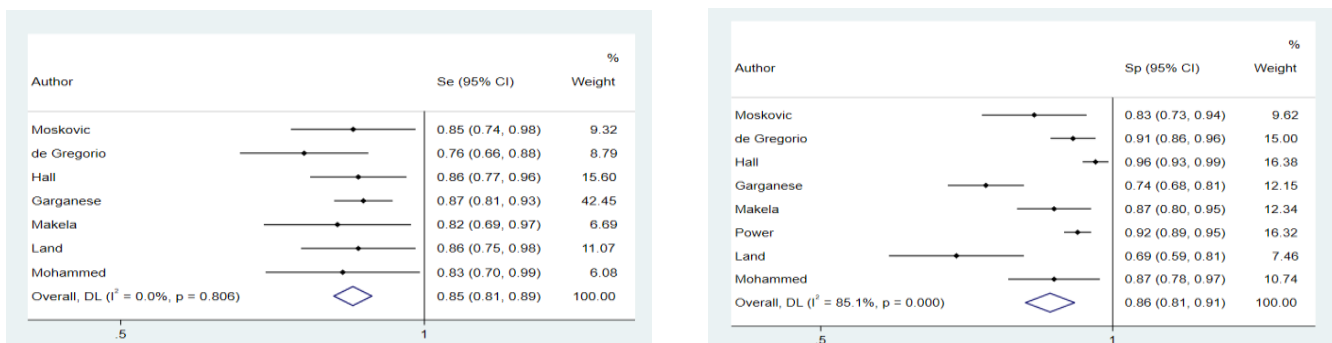 %
Author Se (95% CI) Weight
Moskovic 0.85 (0.74, 0.98) 9.32
de Gregorio 0.76 (0.66, 0.88) 8.79
Hall 0.86 (0.77, 0.96) 15.60
Garganese 0.87 (0.81, 0.93) 42.45
Makela 0.82 (0.69, 0.97) 6.69
Land 0.86 (0.75, 0.98) 11.07
Mohammed 0.83 (0.70, 0.99) 6.08
Overall, DL (I² = 0.0%, p = 0.806) 0.85 (0.81, 0.89) 100.00
.5 1
%
Author Sp (95% CI) Weight
Moskovic 0.83 (0.73, 0.94) 9.62
de Gregorio 0.91 (0.86, 0.96) 15.00
Hall 0.96 (0.93, 0.99) 16.38
Garganese 0.74 (0.68, 0.81) 12.15
Makela 0.87 (0.80, 0.95) 12.34
Power 0.92 (0.89, 0.95) 16.32
Land 0.69 (0.59, 0.81) 7.46
Mohammed 0.87 (0.78, 0.97) 10.74
Overall, DL (I² = 85.1%, p = 0.000) 0.86 (0.81, 0.91) 100.00
.5 1